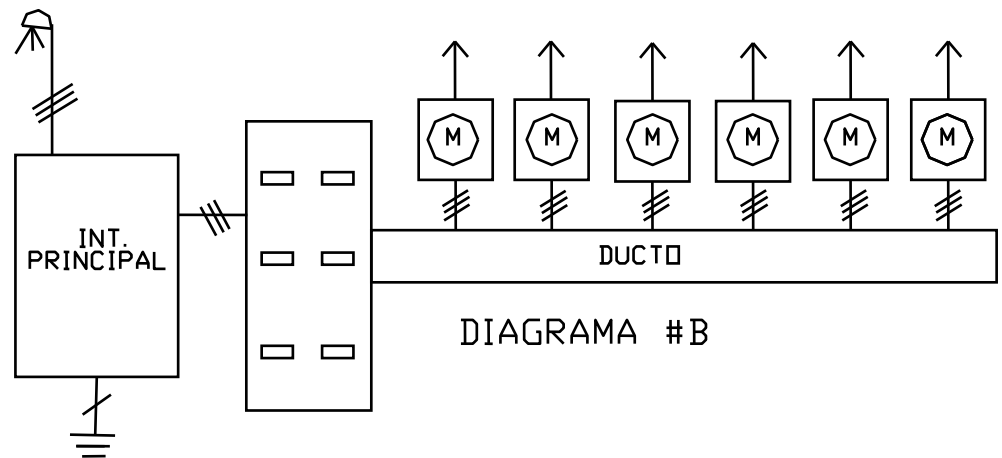 M M M M M M
INT.
PRINCIPAL
DUCTO
DIAGRAMA #B